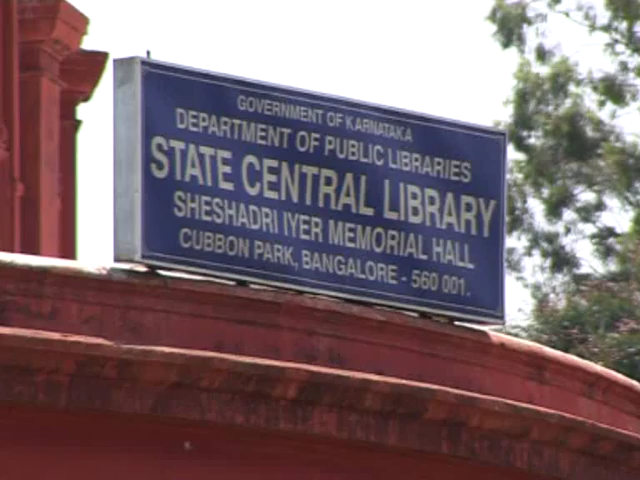 GOVERNMENT OF KARNATAKA
DEPARTMENT OF PUBLIC LIBRARIES
STATE CENTRAL LIBRARY
SHESHADRI IYER MEMORIAL HALL
CUBBON PARK, BANGALORE - 560 001.